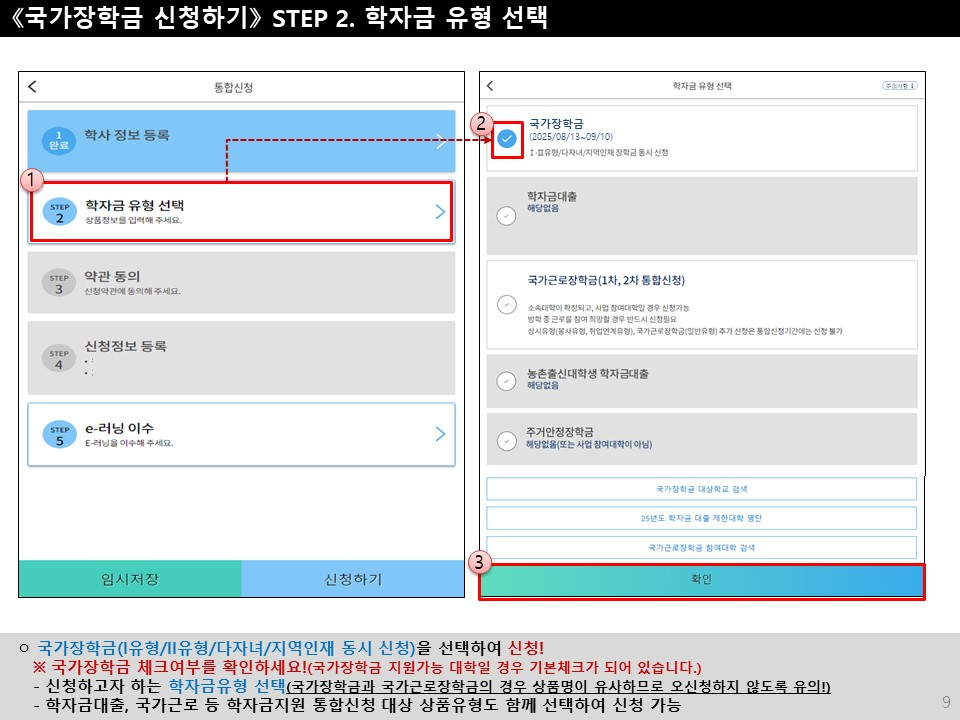 《국가장학금 신청하기》 STEP 2. 학자금 유형 선택
통합신청
1
완료
학사 정보 등록
1
STEP
2
학자금 유형 선택
상품정보를 입력해 주세요.
STEP
3
약관 동의
신청약관에 동의해 주세요.
STEP
4
신청정보 등록
STEP
5
e-러닝 이수
E-러닝을 이수해 주세요.
임시저장
신청하기
학자금 유형 선택
주의사항
2
국가장학금
(2025/08/13~09/10)
Ⅰ·Ⅱ유형/다자녀/지역인재 장학금 동시 신청
학자금대출
해당없음
국가근로장학금(1차, 2차 통합신청)
소속대학이 확정되고, 사업 참여대학일 경우 신청가능
방학 중 근로를 참여 희망할 경우 반드시 신청필요
상시유형(봉사유형, 취업연계유형), 국가근로장학금(일반유형) 추가 신청은 통합신청기간에는 신청 불가
농촌출신대학생 학자금대출
해당없음
주거안정장학금
해당없음(또는 사업 참여대학이 아님)
국가장학금 대상학교 검색
25년도 학자금 대출 제한대학 명단
국가근로장학금 참여대학 검색
3
확인
○ 국가장학금(I유형/II유형/다자녀/지역인재 동시 신청)을 선택하여 신청!
※ 국가장학금 체크여부를 확인하세요!(국가장학금 지원가능 대학일 경우 기본체크가 되어 있습니다.)
- 신청하고자 하는 학자금유형 선택(국가장학금과 국가근로장학금의 경우 상품명이 유사하므로 오신청하지 않도록 유의!)
- 학자금대출, 국가근로 등 학자금지원 통합신청 대상 상품유형도 함께 선택하여 신청 가능
9